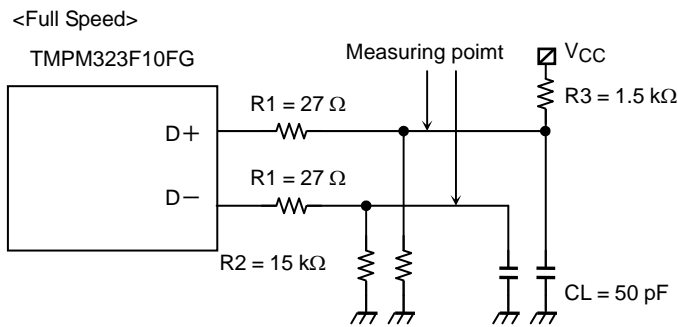 <Full Speed>
TMPM323F10FG
Measuring poimt
VCC
R3 = 1.5 kΩ
R1 = 27 Ω
D+
R1 = 27 Ω
D−
R2 = 15 kΩ
CL = 50 pF